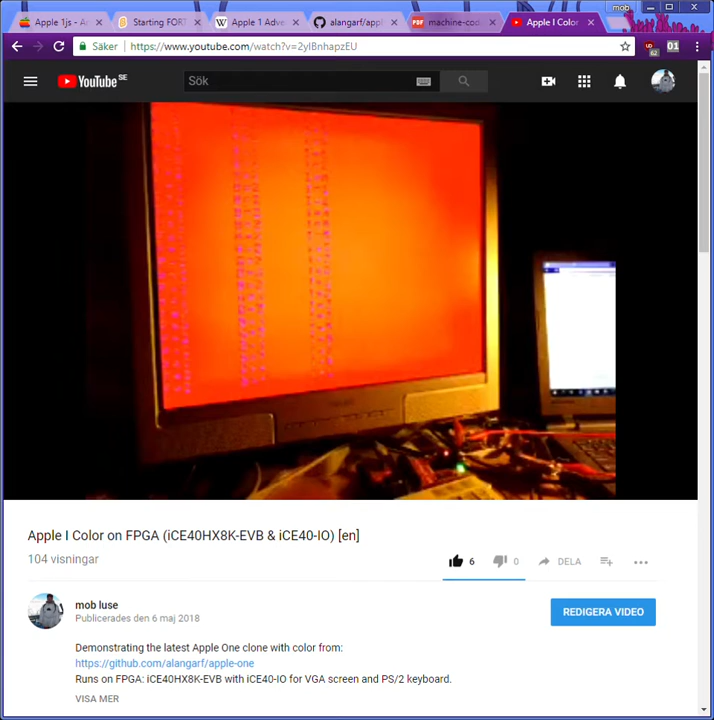 mob
Apple 1js - A
Starting FORT
Apple 1 Adve
alangarf/appl
machine-cod
Apple I Color
Säker
https://www.youtube.com/watch?v=2yIBnhapzEU
62
01
YouTube SE
Sök
Apple I Color on FPGA (iCE40HX8K-EVB & iCE40-IO) [en]
104 visningar
6
0
DELA
mob luse
Publicerades den 6 maj 2018
REDIGERA VIDEO
Demonstrating the latest Apple One clone with color from:
https://github.com/alangarf/apple-one
Runs on FPGA: iCE40HX8K-EVB with iCE40-IO for VGA screen and PS/2 keyboard.
VISA MER